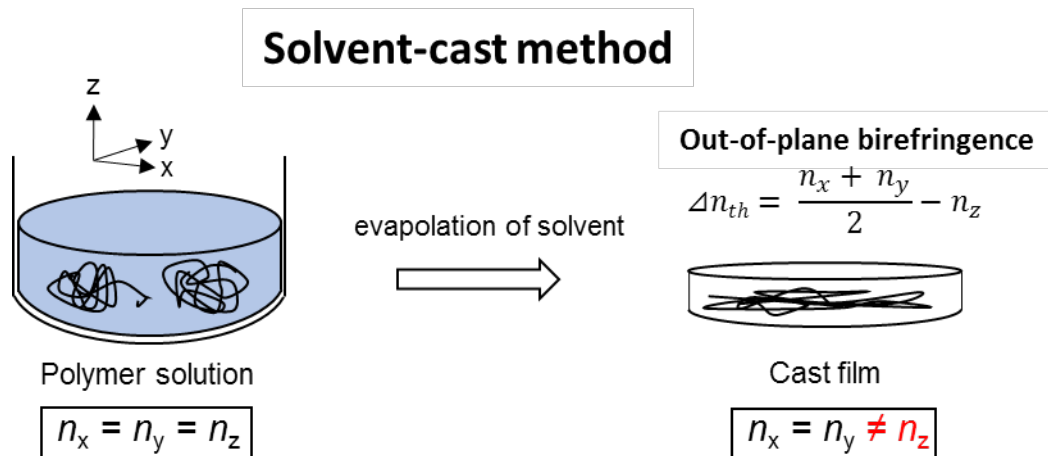 Solvent-cast method
z
y
x
Out-of-plane birefringence
Δn_th = (n_x + n_y)/2 − n_z
evapolation of solvent
Polymer solution
Cast film
n_x = n_y = n_z
n_x = n_y ≠ n_z